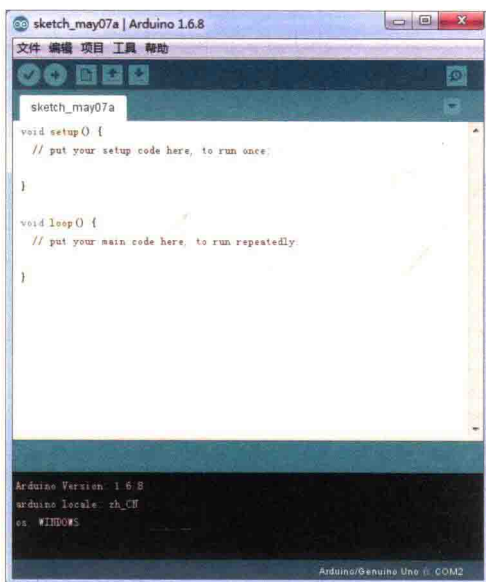 sketch_may07a | Arduino 1.6.8
文件 编辑 项目 工具 帮助
sketch_may07a
void setup() {
// put your setup code here, to run once:
}
void loop() {
// put your main code here, to run repeatedly:
}
Arduino Version: 1.6.8
arduino locale: zh_CN
os: WINDOWS
Arduino/Genuino Uno 在 COM2